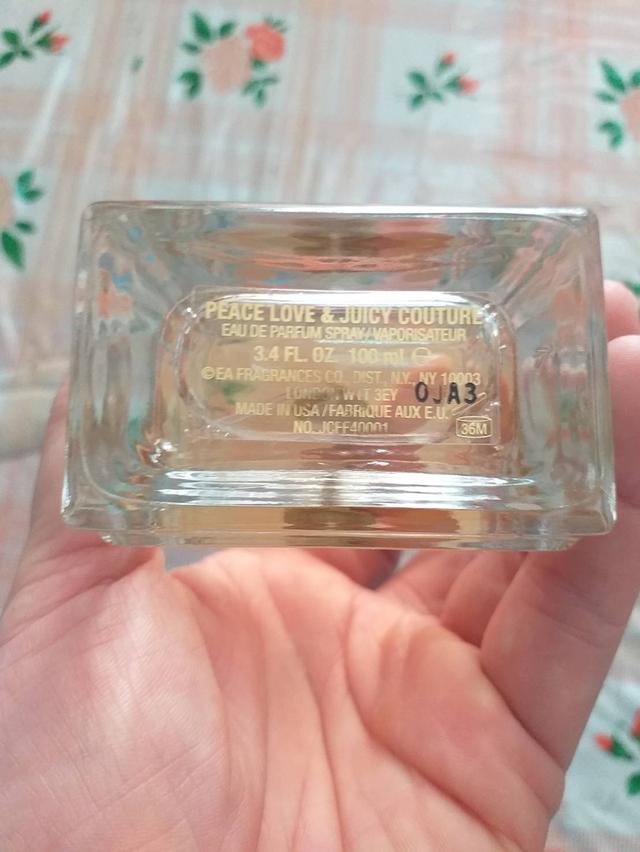 PEACE LOVE & JUICY COUTURE
EAU DE PARFUM SPRAY/VAPORISATEUR
3.4 FL. OZ. 100 ml ℮
©EA FRAGRANCES CO., DIST., N.Y., NY 10003
LONDON W1T 3EY 0JA3
MADE IN USA/FABRIQUE AUX E.U.
NO. JCFF40001 36M